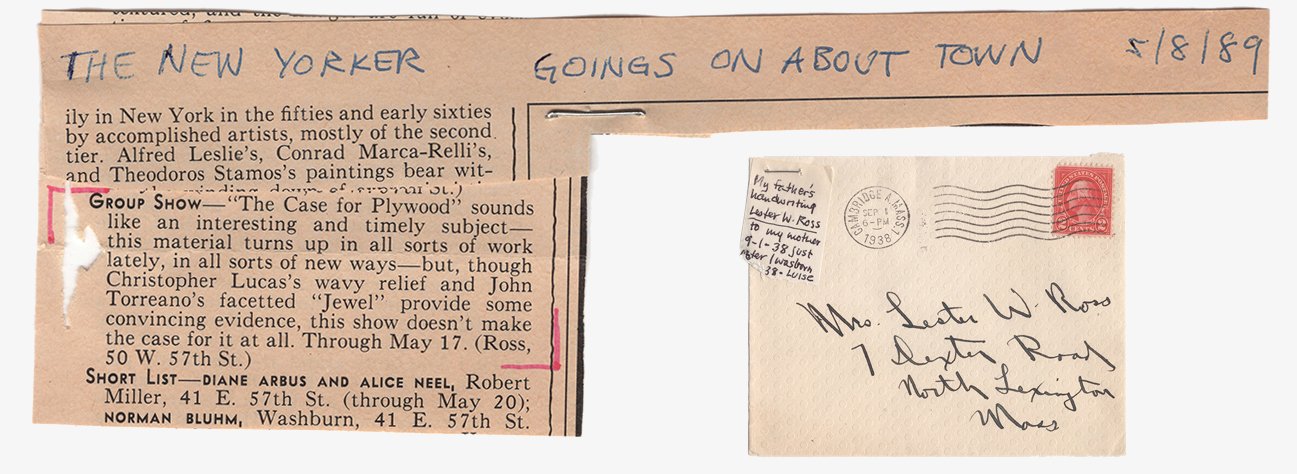 THE NEW YORKER GOINGS ON ABOUT TOWN 5/8/89
ily in New York in the fifties and early sixties
by accomplished artists, mostly of the second
tier. Alfred Leslie's, Conrad Marca-Relli's,
and Theodoros Stamos's paintings bear wit-
GROUP SHOW—"The Case for Plywood" sounds
like an interesting and timely subject—
this material turns up in all sorts of work
lately, in all sorts of new ways—but, though
Christopher Lucas's wavy relief and John
Torreano's facetted "Jewel" provide some
convincing evidence, this show doesn't make
the case for it at all. Through May 17. (Ross,
50 W. 57th St.)
SHORT LIST—DIANE ARBUS AND ALICE NEEL, Robert
Miller, 41 E. 57th St. (through May 20);
NORMAN BLUHM, Washburn, 41 E. 57th St.
My father's
handwriting
Lester W. Ross
to my mother
9-1-38 just
after I was born
38- Luise
CAMBRIDGE A, MASS.
SEP 1
6-PM
1938
2 CENTS 2
Mrs. Lester W. Ross
7 Dexter Road
North Lexington
Mass